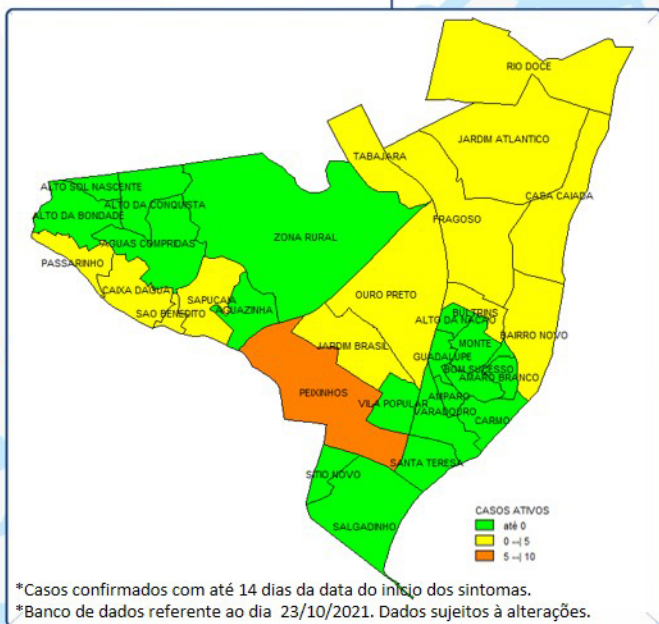 RIO DOCE
JARDIM ATLANTICO
TABAJARA
CASA CAIADA
ALTO SOL NASCENTE
ALTO DA CONQUISTA
ALTO DA BONDADE
FRAGOSO
ZONA RURAL
AGUAS COMPRIDAS
PASSARINHO
CAIXA DAGUA
OURO PRETO
SAPUCAIA
AGUAZINHA
SAO BENEDITO
BULTRINS
ALTO DA NACAO
BAIRRO NOVO
JARDIM BRASIL
MONTE
GUADALUPE
BOM SUCESSO
AMARO BRANCO
PEIXINHOS
VILA POPULAR
AMPARO
VARADOURO
CARMO
SANTA TERESA
SITIO NOVO
SALGADINHO
CASOS ATIVOS
até 0
0 --| 5
5 --| 10
*Casos confirmados com até 14 dias da data do início dos sintomas.
*Banco de dados referente ao dia 23/10/2021. Dados sujeitos à alterações.